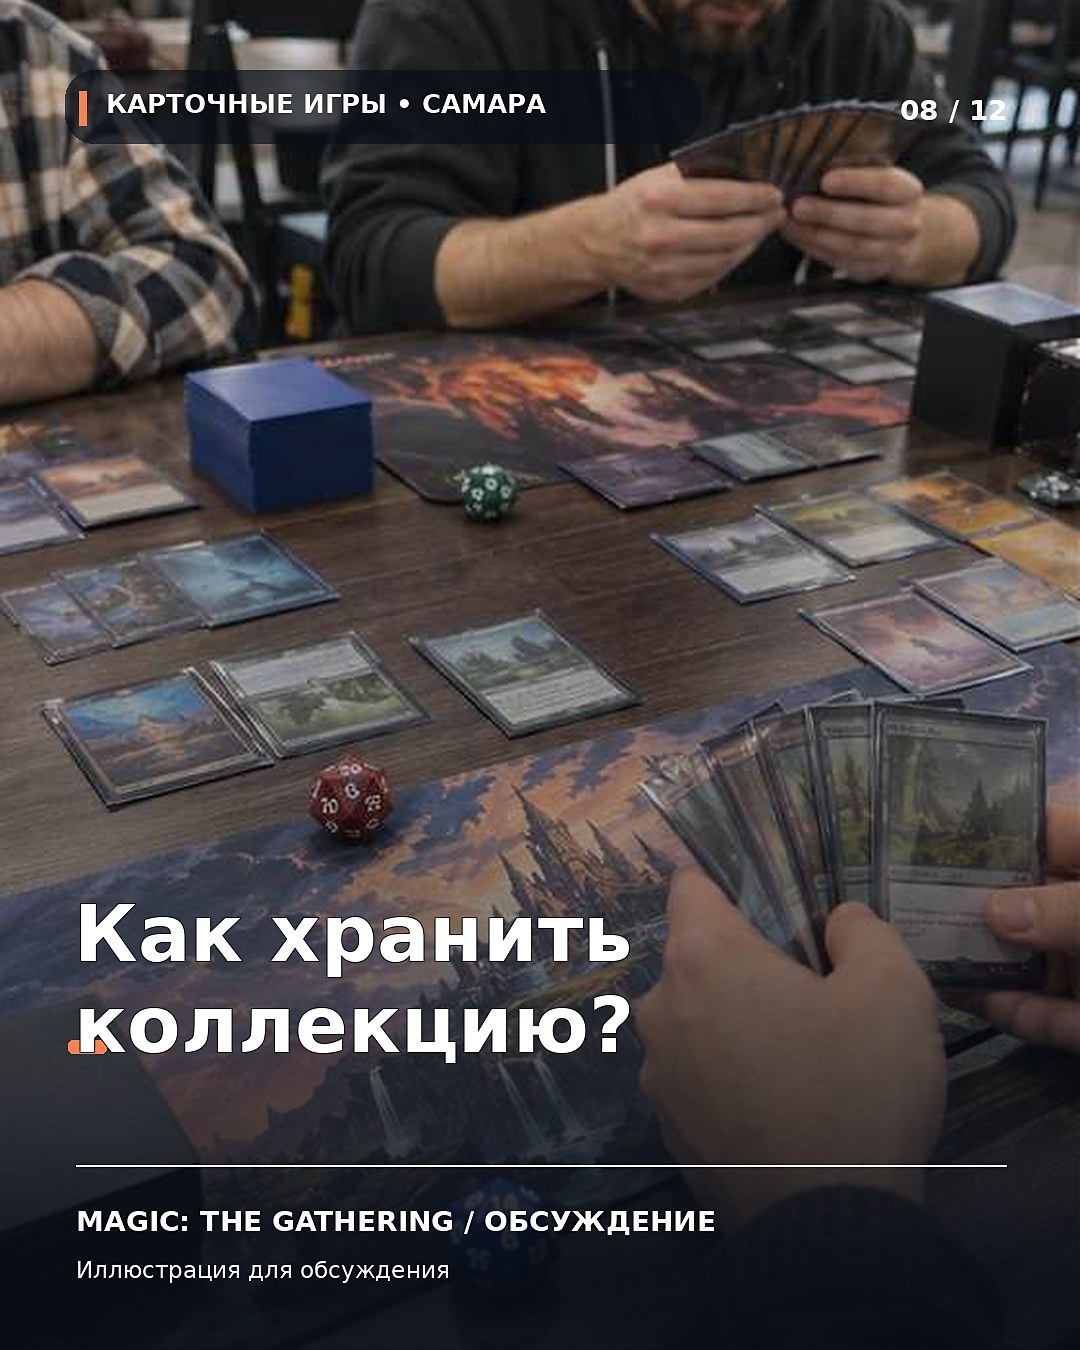 КАРТОЧНЫЕ ИГРЫ • САМАРА
08 / 12
Как хранить
коллекцию?
MAGIC: THE GATHERING / ОБСУЖДЕНИЕ
Иллюстрация для обсуждения